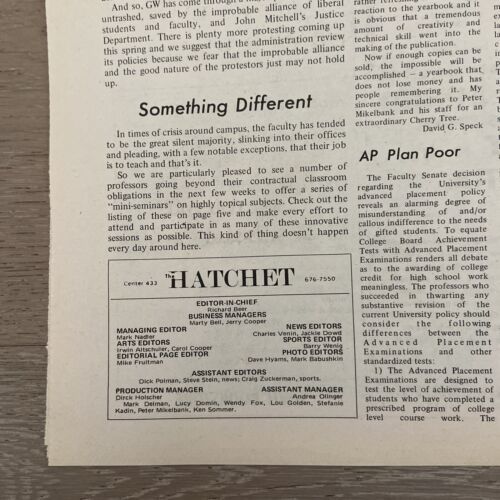 And so, GW has come through
untrashed, saved by the improbable alliance of liberal
students and faculty, and John Mitchell's Justice
Department. There is plenty more protesting coming up
this spring and we suggest that the administration review
its policies because we fear that the improbable alliance
and the good nature of the protestors just may not hold
up.
Something Different
In times of crisis around campus, the faculty has tended
to be the great silent majority, slinking into their offices
and pleading, with a few notable exceptions, that their job
is to teach and that's it.
So we are particularly pleased to see a number of
professors going beyond their contractual classroom
obligations in the next few weeks to offer a series of
"mini-seminars" on highly topical subjects. Check out the
listing of these on page five and make every effort to
attend and participate in as many of these innovative
sessions as possible. This kind of thing doesn't happen
every day around here.
Center 433 The HATCHET 676-7550
EDITOR-IN-CHIEF
Richard Beer
BUSINESS MANAGERS
Marty Bell, Jerry Cooper
MANAGING EDITOR
Mark Nadler
ARTS EDITORS
Irwin Altschuler, Carol Cooper
EDITORIAL PAGE EDITOR
Mike Fruitman
NEWS EDITORS
Charles Venin, Jackie Dowd
SPORTS EDITOR
Barry Wenig
PHOTO EDITORS
Dave Hyams, Mark Babushkin
ASSISTANT EDITORS
Dick Polman, Steve Stein, news; Craig Zuckerman, sports.
PRODUCTION MANAGER
Dirck Holscher
ASSISTANT MANAGER
Andrea Olinger
Mark Delman, Lucy Domin, Wendy Fox, Lou Golden, Stefanie
Kadin, Peter Mikelbank, Ken Sommer.
reaction to the yearbook and it
is obvious that a tremendous
amount of creativity and
technical skill went into the
making of the publication.
Now if enough copies can be
sold, the impossible will be
accomplished – a yearbook that
does not lose money and has
people remembering it. My
sincere congratulations to Peter
Mikelbank and his staff for an
extraordinary Cherry Tree.
David G. Speck
AP Plan Poor
The Faculty Senate decision
regarding the University's
advanced placement policy
reveals an alarming degree of
misunderstanding of and/or
callous indifference to the needs
of gifted students. To equate
College Board Achievement
Tests with Advanced Placement
Examinations renders all debate
as to the awarding of college
credit for high school work
meaningless. The professors who
succeeded in thwarting any
substantive revision of the
current University policy should
consider the following
differences between the
Advanced Placement
Examinations and other
standardized tests:
1) The Advanced Placement
Examinations are designed to
test the level of achievement of
students who have completed a
prescribed program of college
level course work. The